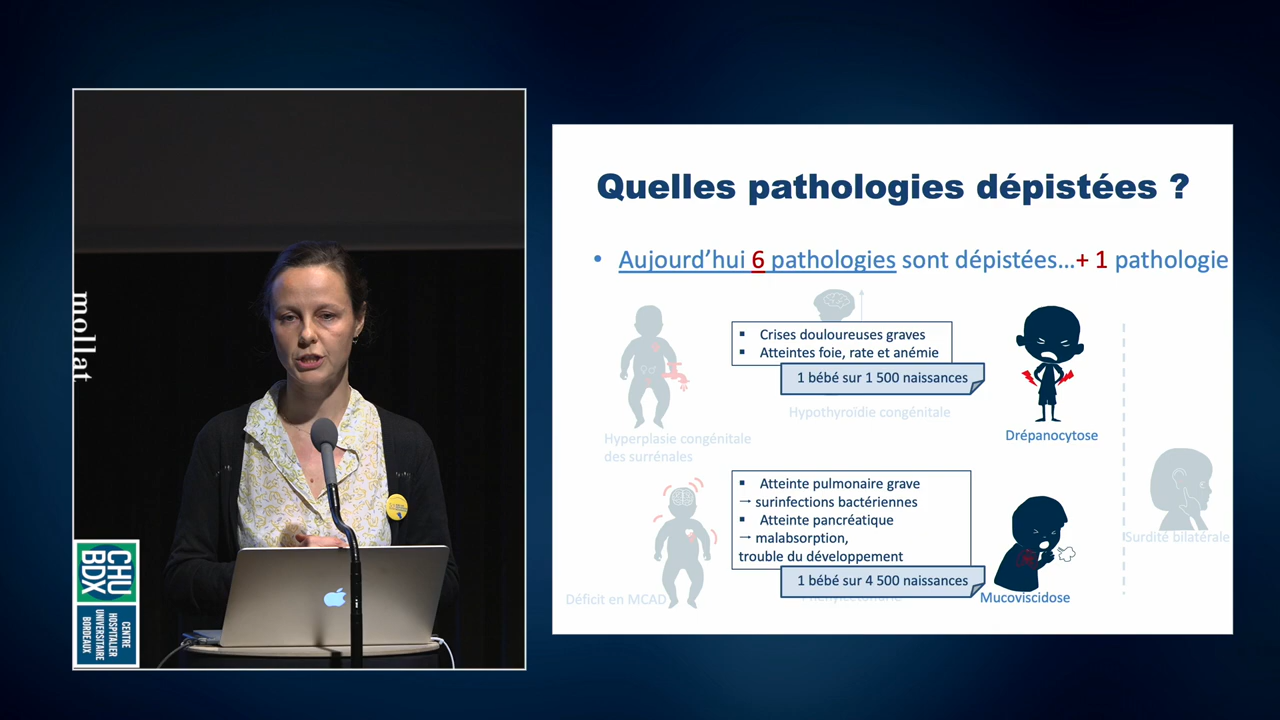 mollat
CHU
BDX
CENTRE
HOSPITALIER
UNIVERSITAIRE
BORDEAUX
Quelles pathologies dépistées ?
• Aujourd’hui 6 pathologies sont dépistées...+ 1 pathologie
▪ Crises douloureuses graves
▪ Atteintes foie, rate et anémie
1 bébé sur 1 500 naissances
Hypothyroïdie congénitale
Drépanocytose
Hyperplasie congénitale
des surrénales
▪ Atteinte pulmonaire grave
→ surinfections bactériennes
▪ Atteinte pancréatique
→ malabsorption,
trouble du développement
1 bébé sur 4 500 naissances
Surdité bilatérale
Déficit en MCAD
Mucoviscidose